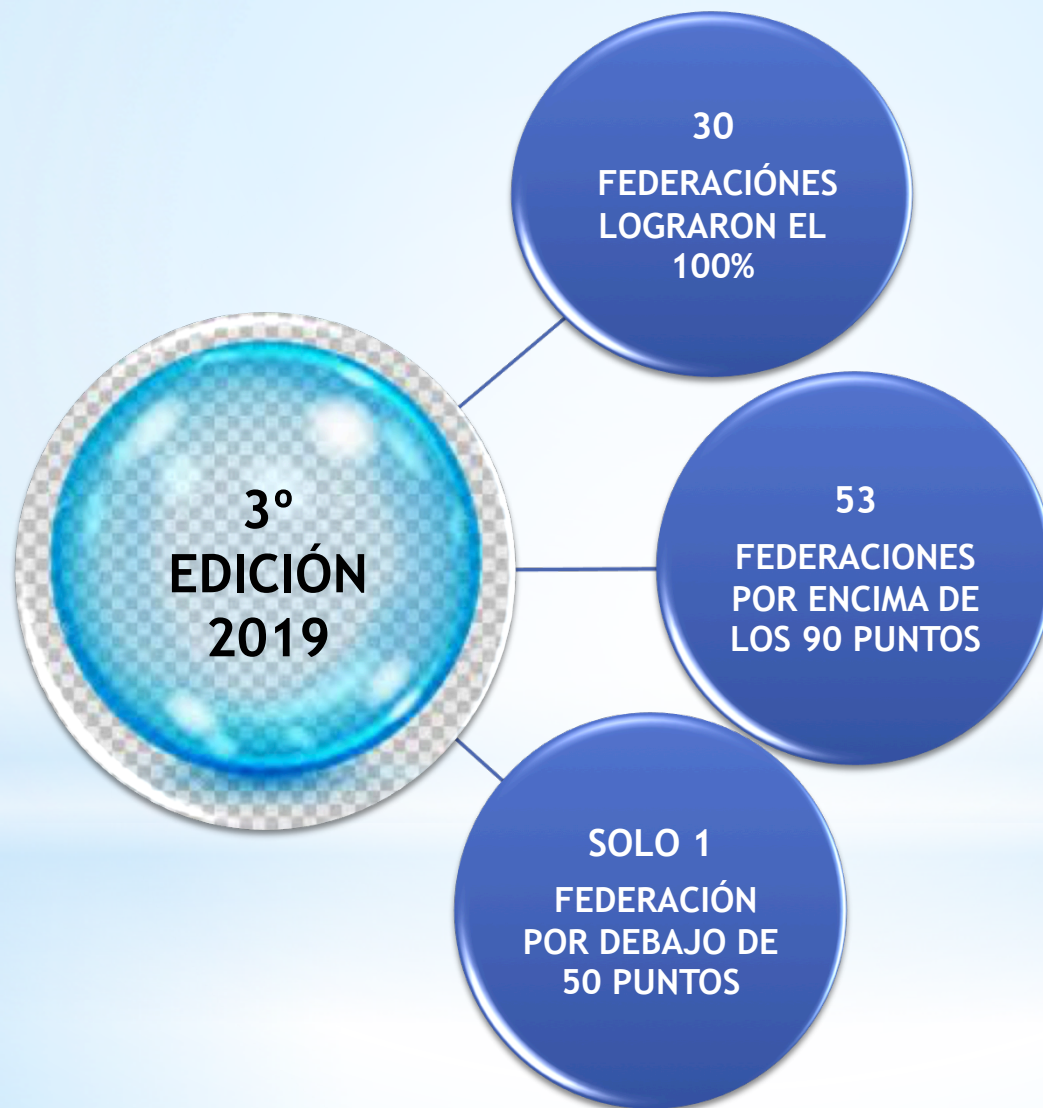 30
FEDERACIÓNES
LOGRARON EL
100%
3º
EDICIÓN
2019
53
FEDERACIONES
POR ENCIMA DE
LOS 90 PUNTOS
SOLO 1
FEDERACIÓN
POR DEBAJO DE
50 PUNTOS